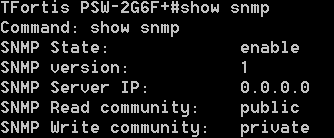 TFortis PSW-2G6F+#show snmp
Command: show snmp
SNMP State: enable
SNMP version: 1
SNMP Server IP: 0.0.0.0
SNMP Read community: public
SNMP Write community: private